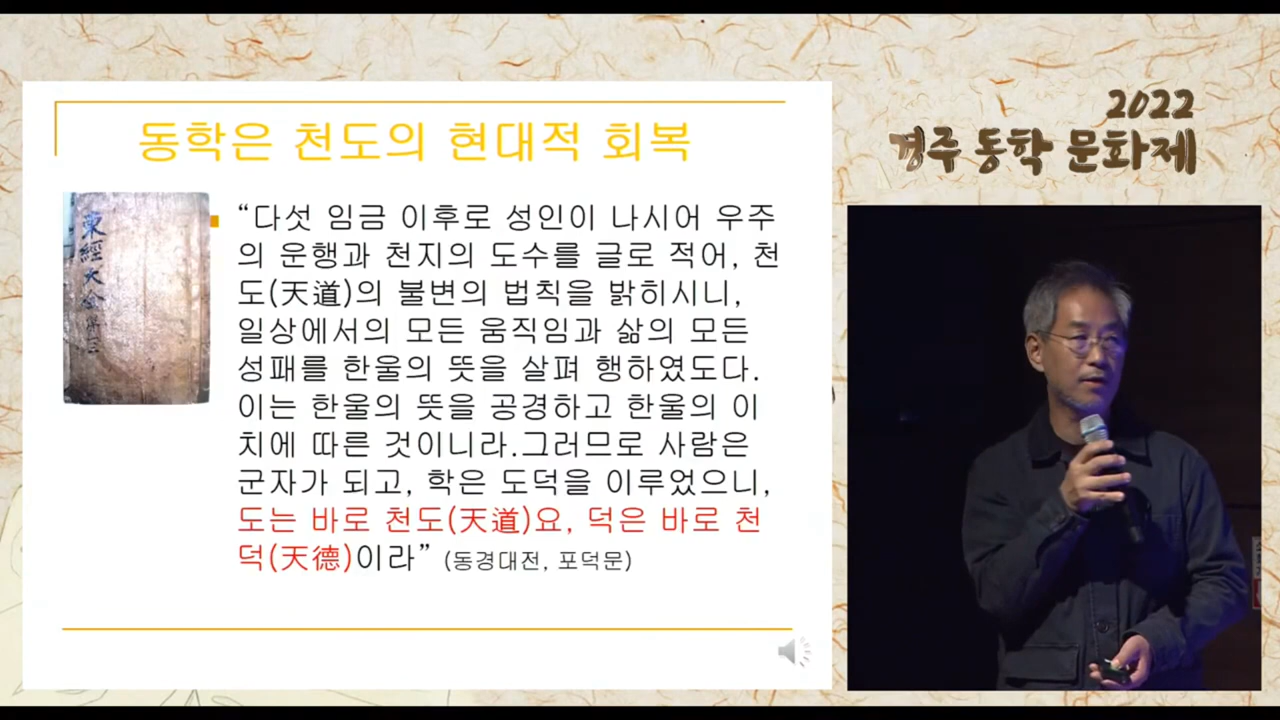 동학은 천도의 현대적 회복
“다섯 임금 이후로 성인이 나시어 우주
의 운행과 천지의 도수를 글로 적어, 천
도(天道)의 불변의 법칙을 밝히시니,
일상에서의 모든 움직임과 삶의 모든
성패를 한울의 뜻을 살펴 행하였도다.
이는 한울의 뜻을 공경하고 한울의 이
치에 따른 것이니라.그러므로 사람은
군자가 되고, 학은 도덕을 이루었으니,
도는 바로 천도(天道)요, 덕은 바로 천
덕(天德)이라” (동경대전, 포덕문)
東經大全
2022
경주 동학 문화제